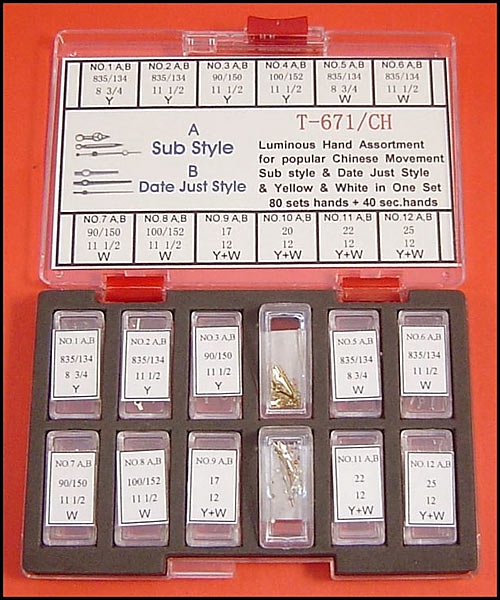 NO.1 A,B
835/134
8 3/4
Y
NO.2 A,B
835/134
11 1/2
Y
NO.3 A,B
90/150
11 1/2
Y
NO.4 A,B
100/152
11 1/2
Y
NO.5 A,B
835/134
8 3/4
W
NO.6 A,B
835/134
11 1/2
W
A
Sub Style
B
Date Just Style
T-671/CH
Luminous Hand Assortment
for popular Chinese Movement
Sub style & Date Just Style
& Yellow & White in One Set
80 sets hands + 40 sec.hands
NO.7 A,B
90/150
11 1/2
W
NO.8 A,B
100/152
11 1/2
W
NO.9 A,B
17
12
Y+W
NO.10 A,B
20
12
Y+W
NO.11 A,B
22
12
Y+W
NO.12 A,B
25
12
Y+W
NO.1 A,B
835/134
8 3/4
Y
NO.2 A,B
835/134
11 1/2
Y
NO.3 A,B
90/150
11 1/2
Y
NO.5 A,B
835/134
8 3/4
W
NO.6 A,B
835/134
11 1/2
W
NO.7 A,B
90/150
11 1/2
W
NO.8 A,B
100/152
11 1/2
W
NO.9 A,B
17
12
Y+W
NO.11 A,B
22
12
Y+W
NO.12 A,B
25
12
Y+W